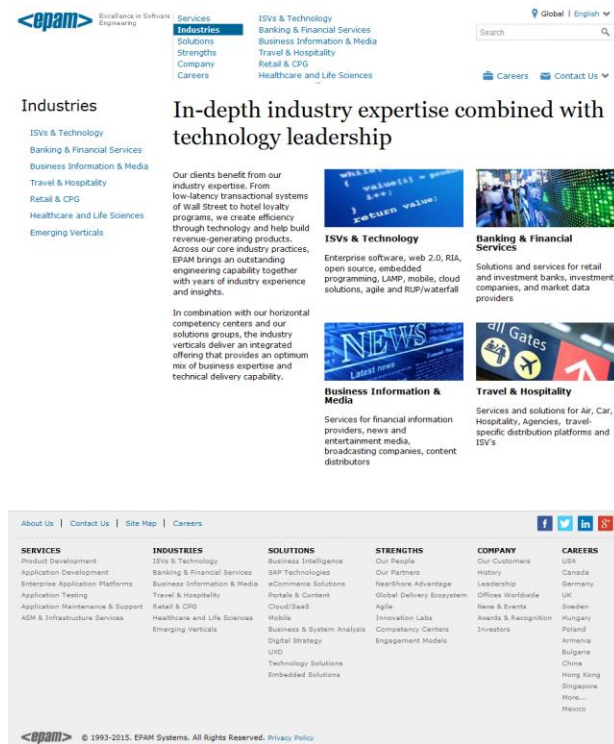 <epam>
Excellence in Software
Engineering
Services
Industries
Solutions
Strengths
Company
Careers
ISVs & Technology
Banking & Financial Services
Business Information & Media
Travel & Hospitality
Retail & CPG
Healthcare and Life Sciences
Global | English
Search
Careers
Contact Us
Industries
ISVs & Technology
Banking & Financial Services
Business Information & Media
Travel & Hospitality
Retail & CPG
Healthcare and Life Sciences
Emerging Verticals
In-depth industry expertise combined with
technology leadership
Our clients benefit from our
industry expertise. From
low-latency transactional systems
of Wall Street to hotel loyalty
programs, we create efficiency
through technology and help build
revenue-generating products.
Across our core industry practices,
EPAM brings an outstanding
engineering capability together
with years of industry experience
and insights.
In combination with our horizontal
competency centers and our
solutions groups, the industry
verticals deliver an integrated
offering that provides an optimum
mix of business expertise and
technical delivery capability.
while(
{
value[i] = 
i++;
}
return value;
ISVs & Technology
Enterprise software, web 2.0, RIA,
open source, embedded
programming, LAMP, mobile, cloud
solutions, agile and RUP/waterfall
Banking & Financial
Services
Solutions and services for retail
and investment banks, investment
companies, and market data
providers
NEWS
Latest news
Business Information &
Media
Services for financial information
providers, news and
entertainment media,
broadcasting companies, content
distributors
all Gates
Travel & Hospitality
Services and solutions for Air, Car,
Hospitality, Agencies, travel-
specific distribution platforms and
ISV's
About Us | Contact Us | Site Map | Careers
SERVICES
Product Development
Application Development
Enterprise Application Platforms
Application Testing
Application Maintenance & Support
ASM & Infrastructure Services
INDUSTRIES
ISVs & Technology
Banking & Financial Services
Business Information & Media
Travel & Hospitality
Retail & CPG
Healthcare and Life Sciences
Emerging Verticals
SOLUTIONS
Business Intelligence
SAP Technologies
eCommerce Solutions
Portals & Content
Cloud/SaaS
Mobile
Business & System Analysis
Digital Strategy
UXD
Technology Solutions
Embedded Solutions
STRENGTHS
Our People
Our Partners
NearShore Advantage
Global Delivery Ecosystem
Agile
Innovation Labs
Competency Centers
Engagement Models
COMPANY
Our Customers
History
Leadership
Offices Worldwide
News & Events
Awards & Recognition
Investors
CAREERS
USA
Canada
Germany
UK
Sweden
Hungary
Poland
Armenia
Bulgaria
China
Hong Kong
Singapore
More...
Mexico
<epam> © 1993-2015. EPAM Systems. All Rights Reserved. Privacy Policy